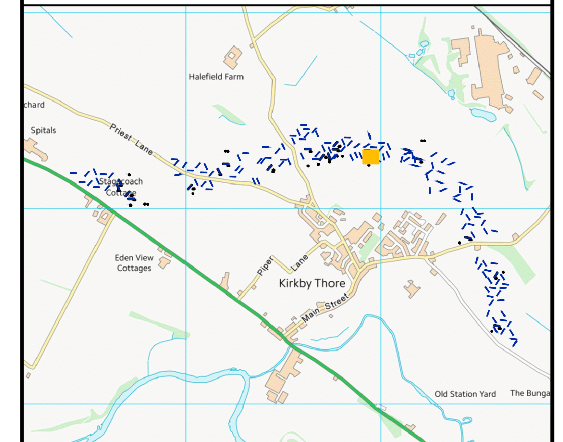 Halefield Farm
chard
Spitals
Priest Lane
Stagecoach
Cottage
Eden View
Cottages
Piper Lane
Kirkby Thore
Main Street
Old Station Yard
The Bunga